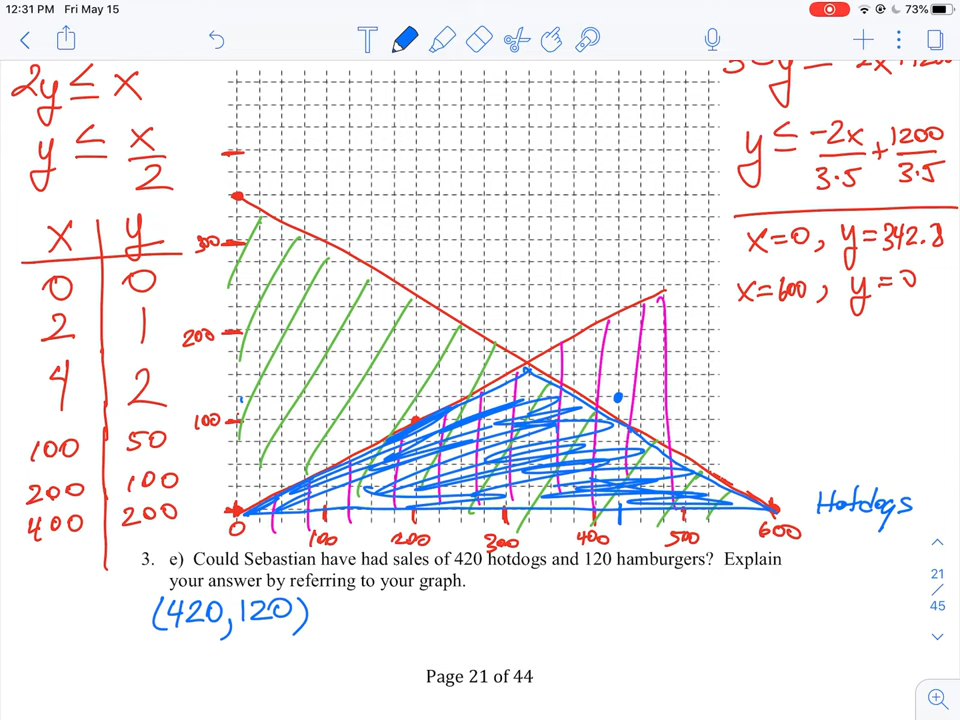 12:31 PM Fri May 15
73%
T
2y ≤ x
y ≤ x/2
y ≤ -2x/3.5 + 1200/3.5
x=0, y=342.8
x=600, y=0
x | y
0 | 0
2 | 1
4 | 2
100 | 50
200 | 100
400 | 200
300
200
100
0 100 200 300 400 500 600
Hotdogs
3. e) Could Sebastian have had sales of 420 hotdogs and 120 hamburgers? Explain
your answer by referring to your graph.
(420,120)
21
/
45
Page 21 of 44